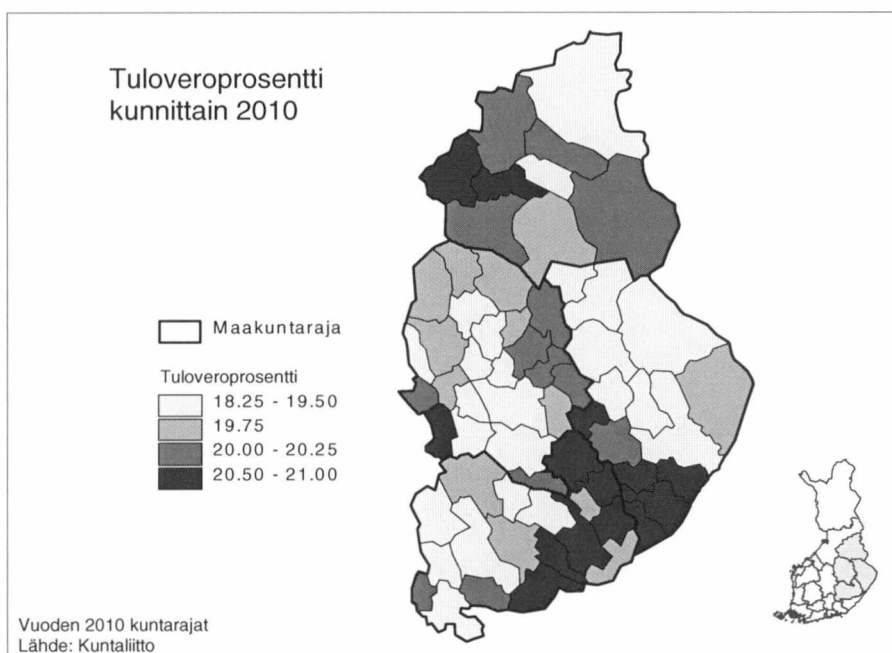 Tuloveroprosentti
kunnittain 2010
Maakuntaraja
Tuloveroprosentti
18.25 - 19.50
19.75
20.00 - 20.25
20.50 - 21.00
Vuoden 2010 kuntarajat
Lähde: Kuntaliitto